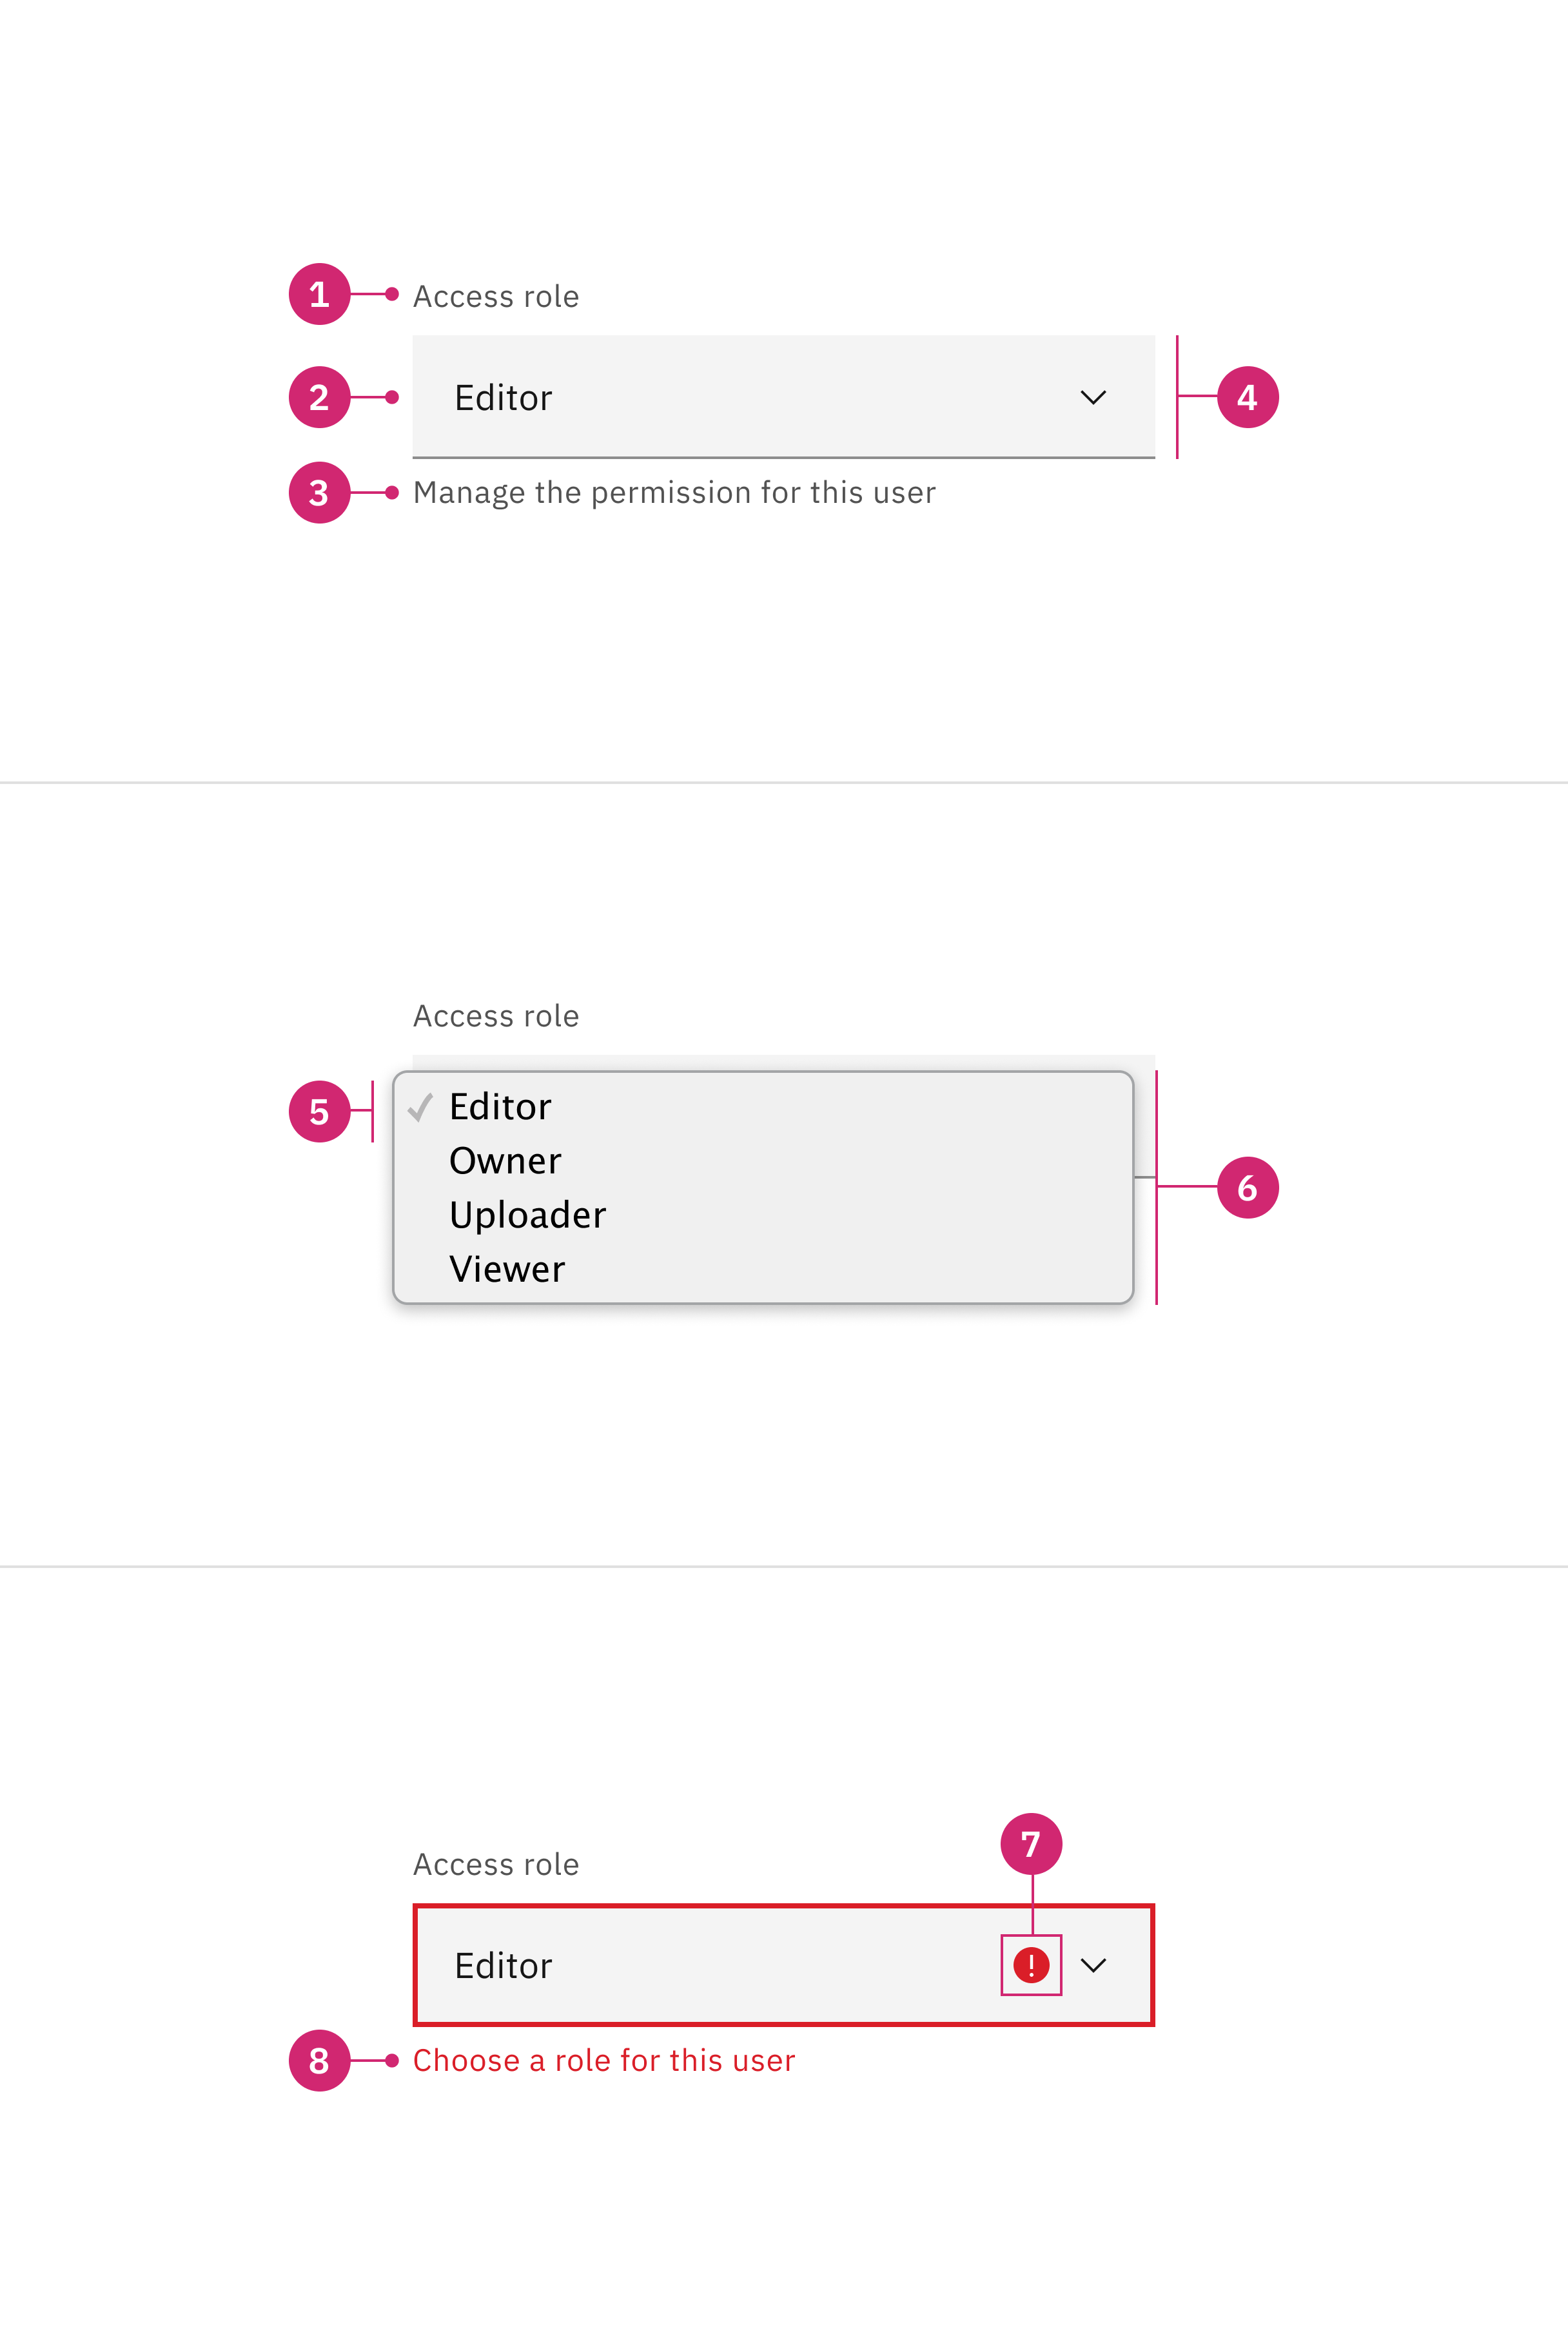 1 Access role
2 Editor 4
3 Manage the permission for this user
Access role
5 Editor
Owner 6
Uploader
Viewer
7
Access role
Editor !
8 Choose a role for this user